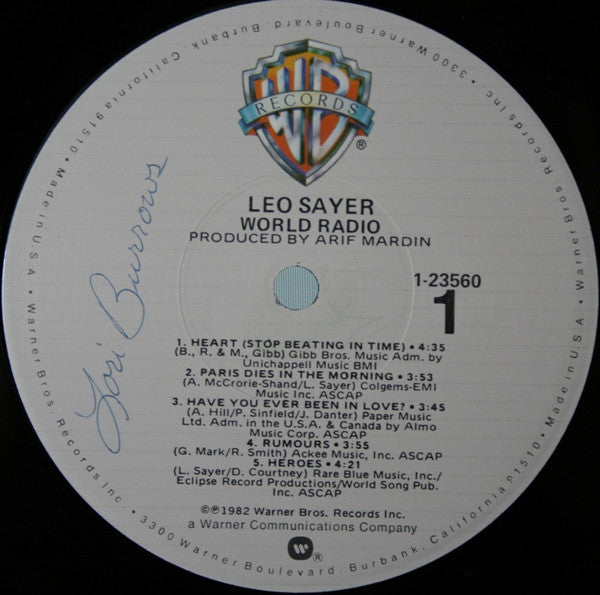 WB
RECORDS
®
LEO SAYER
WORLD RADIO
PRODUCED BY ARIF MARDIN
1-23560
1
1. HEART (STOP BEATING IN TIME) • 4:35
(B., R. & M., Gibb) Gibb Bros. Music Adm. by
Unichappell Music BMI
2. PARIS DIES IN THE MORNING • 3:53
(A. McCrorie-Shand/L. Sayer) Colgems-EMI
Music Inc. ASCAP
3. HAVE YOU EVER BEEN IN LOVE? • 3:45
(A. Hill/P. Sinfield/J. Danter) Paper Music
Ltd. Adm. in the U.S.A. & Canada by Almo
Music Corp. ASCAP
4. RUMOURS • 3:55
(G. Mark/R. Smith) Ackee Music, Inc. ASCAP
5. HEROES • 4:21
(L. Sayer/D. Courtney) Rare Blue Music, Inc./
Eclipse Record Productions/World Song Pub.
Inc. ASCAP
©℗1982 Warner Bros. Records Inc.
a Warner Communications Company
®
Lori Burrows
Warner Bros. Records Inc. • 3300 Warner Boulevard, Burbank, California 91510 • Made in U.S.A. •
Warner Bros. Records Inc. • 3300 Warner Boulevard, Burbank, California 91510 • Made in U.S.A. •